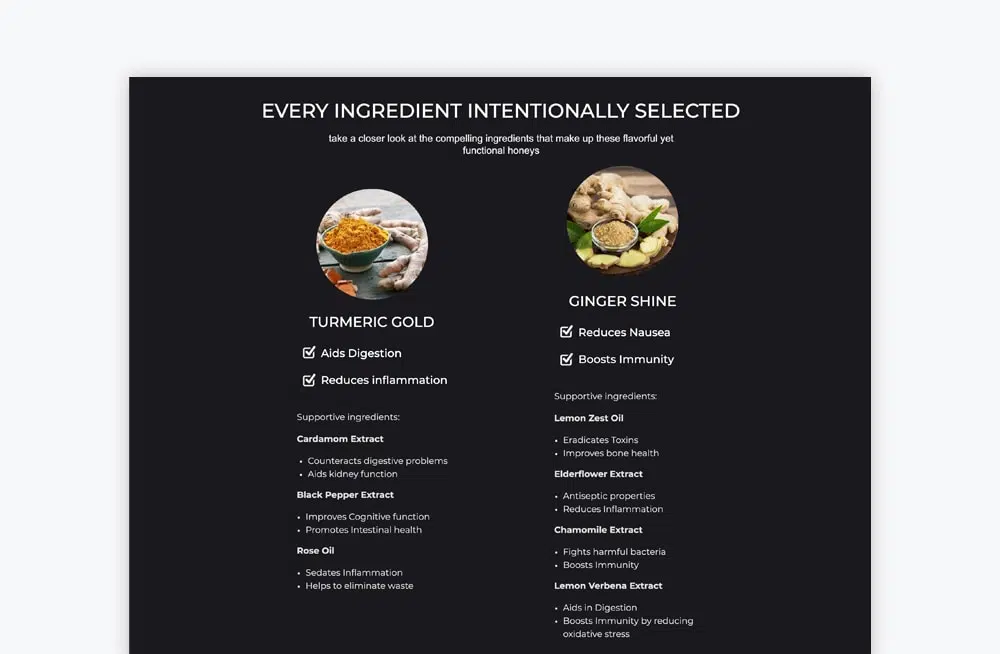 EVERY INGREDIENT INTENTIONALLY SELECTED
take a closer look at the compelling ingredients that make up these flavorful yet
functional honeys
TURMERIC GOLD
Aids Digestion
Reduces inflammation
Supportive ingredients:
Cardamom Extract
• Counteracts digestive problems
• Aids kidney function
Black Pepper Extract
• Improves Cognitive function
• Promotes Intestinal health
Rose Oil
• Sedates Inflammation
• Helps to eliminate waste
GINGER SHINE
Reduces Nausea
Boosts Immunity
Supportive ingredients:
Lemon Zest Oil
• Eradicates Toxins
• Improves bone health
Elderflower Extract
• Antiseptic properties
• Reduces Inflammation
Chamomile Extract
• Fights harmful bacteria
• Boosts Immunity
Lemon Verbena Extract
• Aids in Digestion
• Boosts Immunity by reducing
oxidative stress